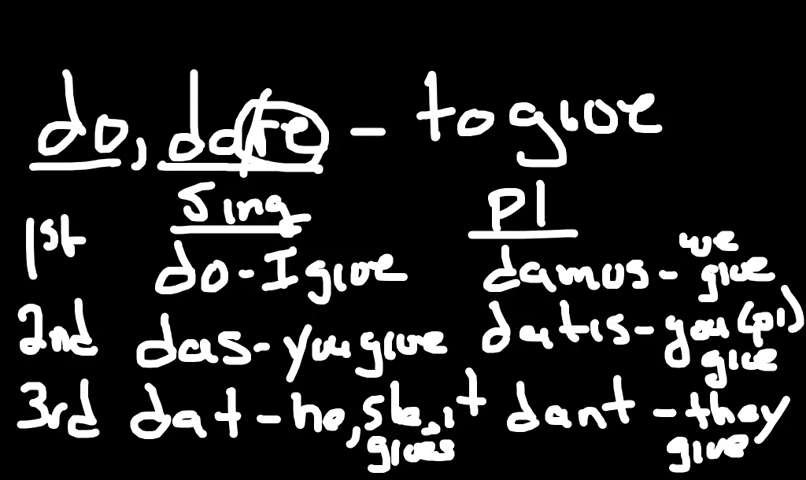 do, dare - to give
sing pl
1st do - I give damus - we give
2nd das - you give datis - you (pl) give
3rd dat - he, she, it gives dant - they give